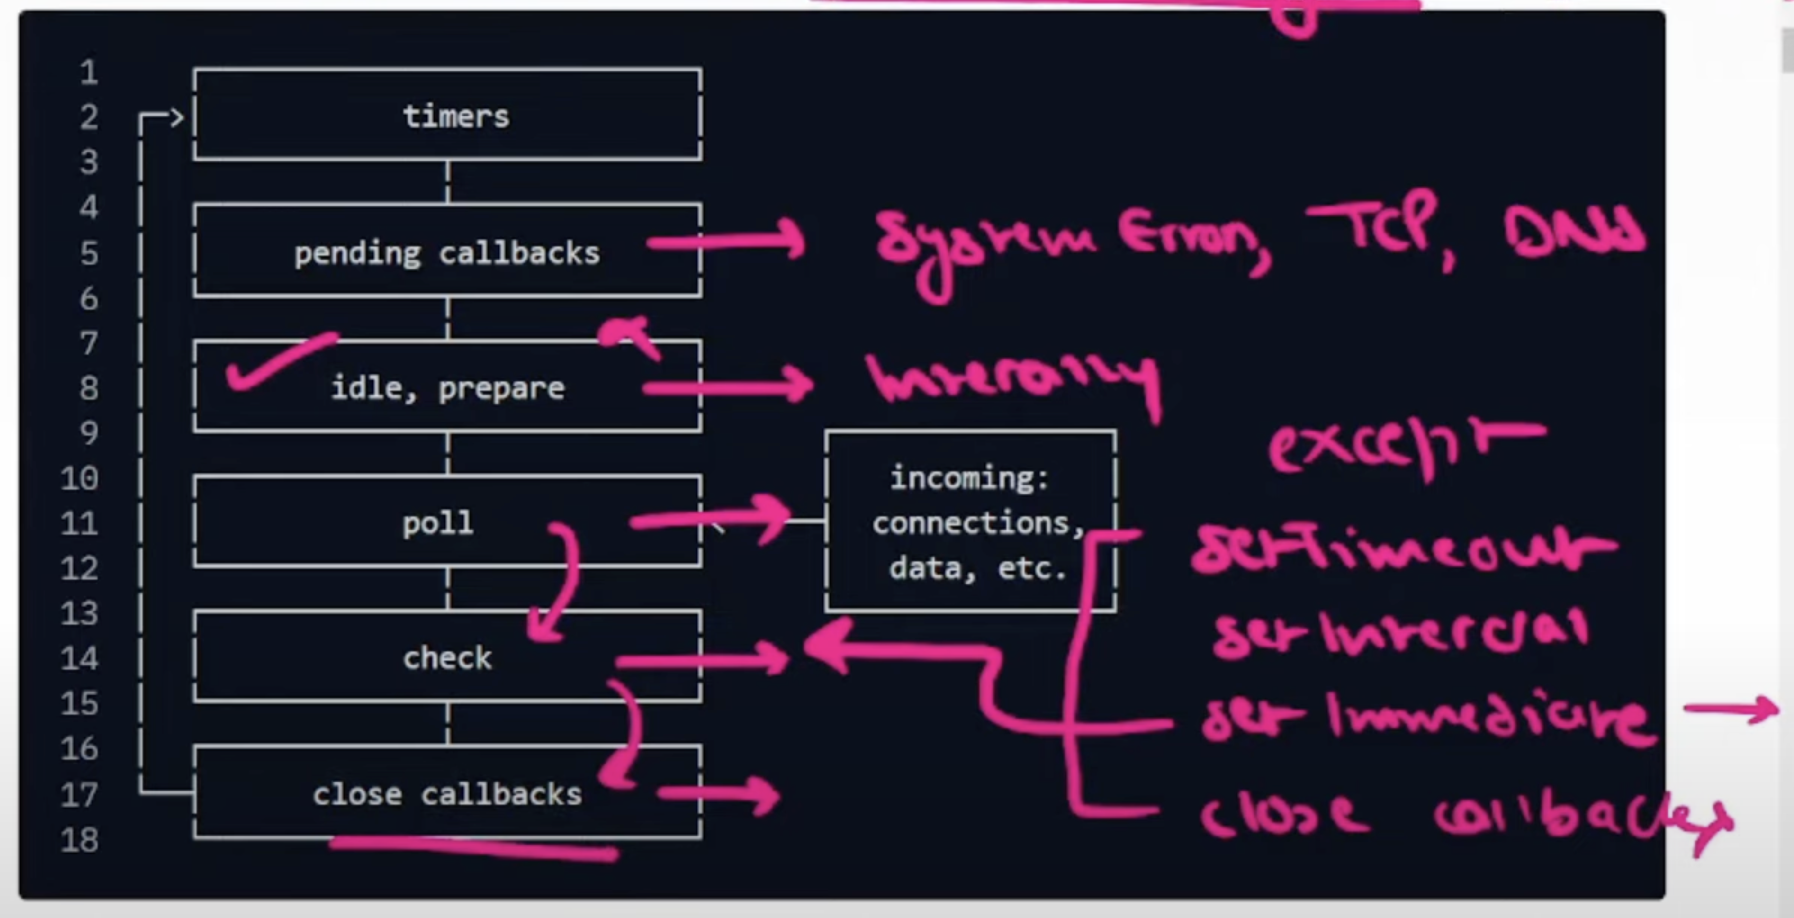 1
2 timers
3
4
5 pending callbacks System Error, TCP, DNS
6
7
8 idle, prepare Internally
9 except
10 incoming:
11 poll connections,
12 data, etc. setTimeout
13 setInterval
14 check
15 setImmediate
16
17 close callbacks close callbacks
18